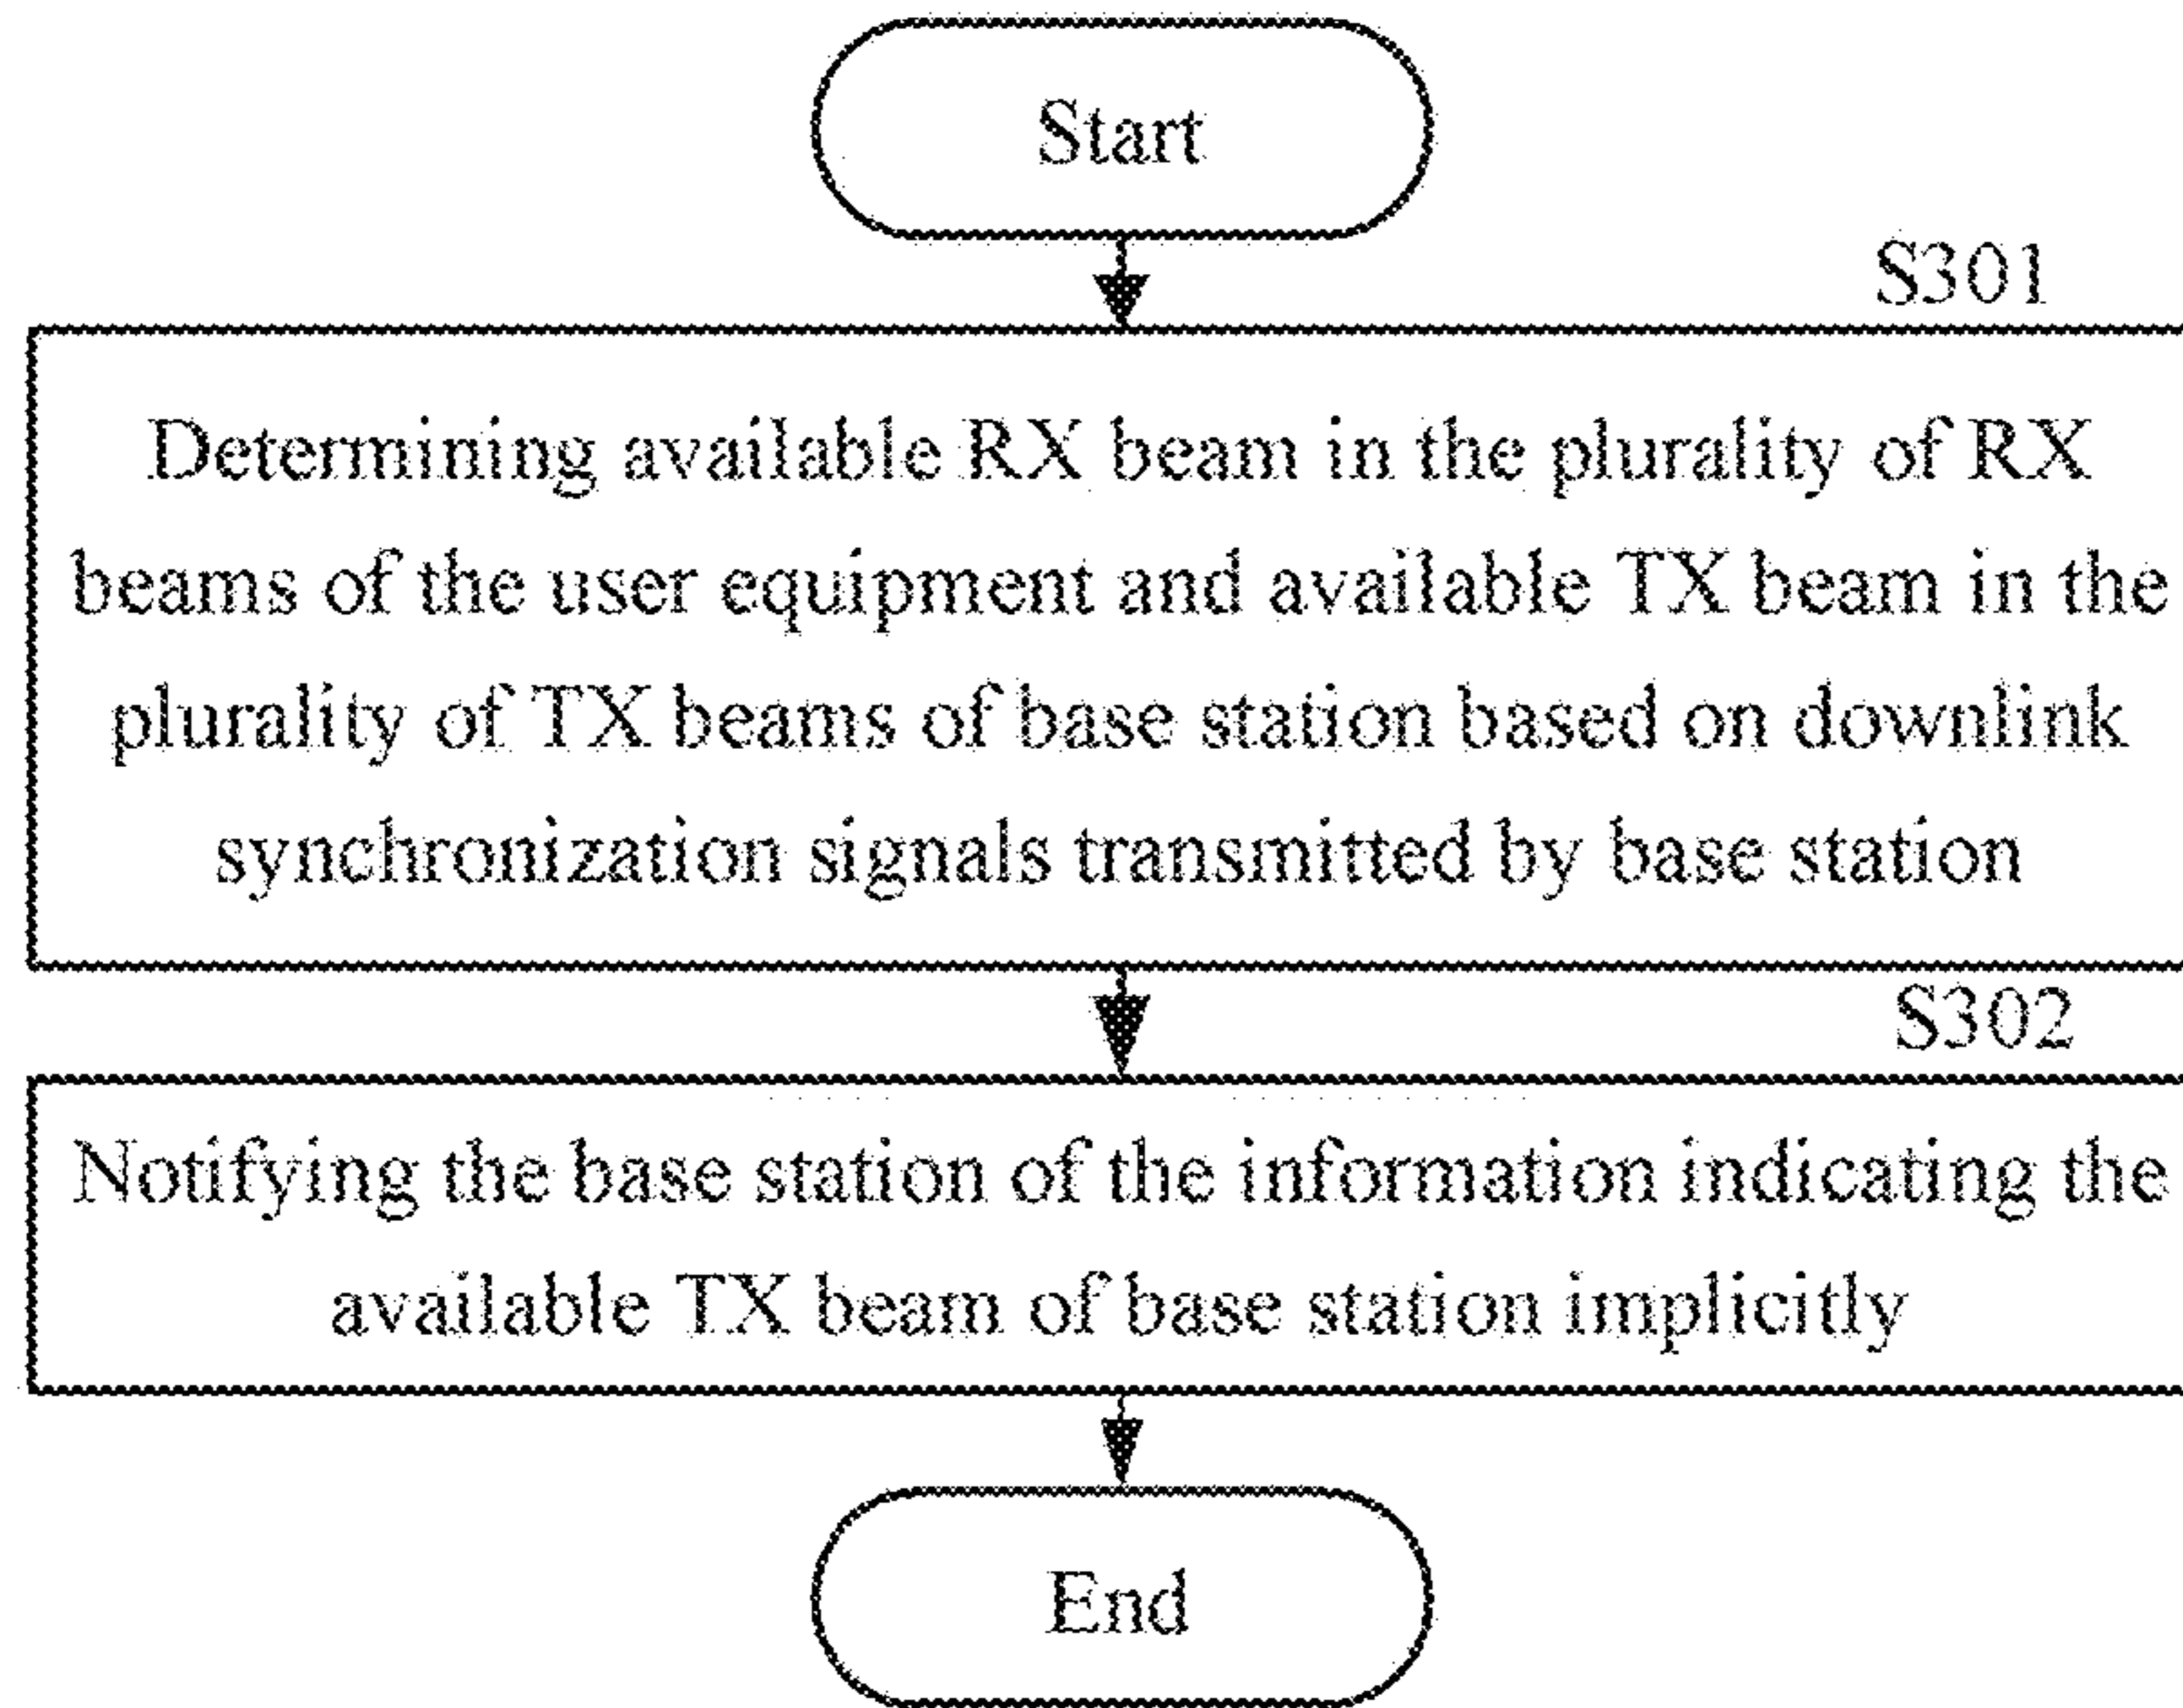 Start
S301
Determining available RX beam in the plurality of RX
beams of the user equipment and available TX beam in the
plurality of TX beams of base station based on downlink
synchronization signals transmitted by base station
S302
Notifying the base station of the information indicating the
available TX beam of base station implicitly
End